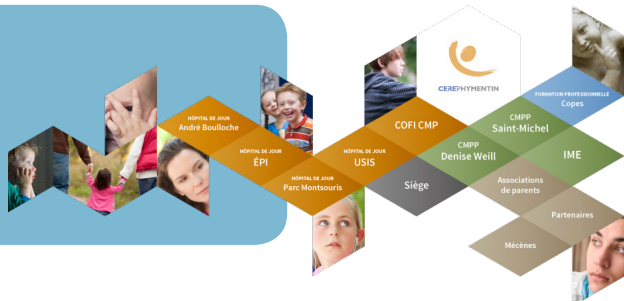 CEREPHYMENTIN
FORMATION PROFESSIONNELLE
Copes
HÔPITAL DE JOUR
André Boulloche
COFI CMP
CMPP
Saint-Michel
HÔPITAL DE JOUR
ÉPI
HÔPITAL DE JOUR
USIS
CMPP
Denise Weill
IME
HÔPITAL DE JOUR
Parc Montsouris
Siège
Associations
de parents
Partenaires
Mécènes